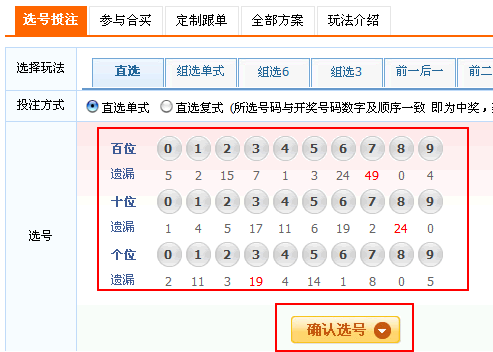 选号投注 参与合买 定制跟单 全部方案 玩法介绍
选择玩法 直选 组选单式 组选6 组选3 前一后一 前二
投注方式 直选单式 直选复式 (所选号码与开奖号码数字及顺序一致 即为中奖，
百位 0 1 2 3 4 5 6 7 8 9
遗漏 5 2 15 7 1 3 24 49 0 4
十位 0 1 2 3 4 5 6 7 8 9
遗漏 1 4 5 17 11 6 19 2 24 0
选号
个位 0 1 2 3 4 5 6 7 8 9
遗漏 2 11 3 19 4 14 1 8 0 5
确认选号